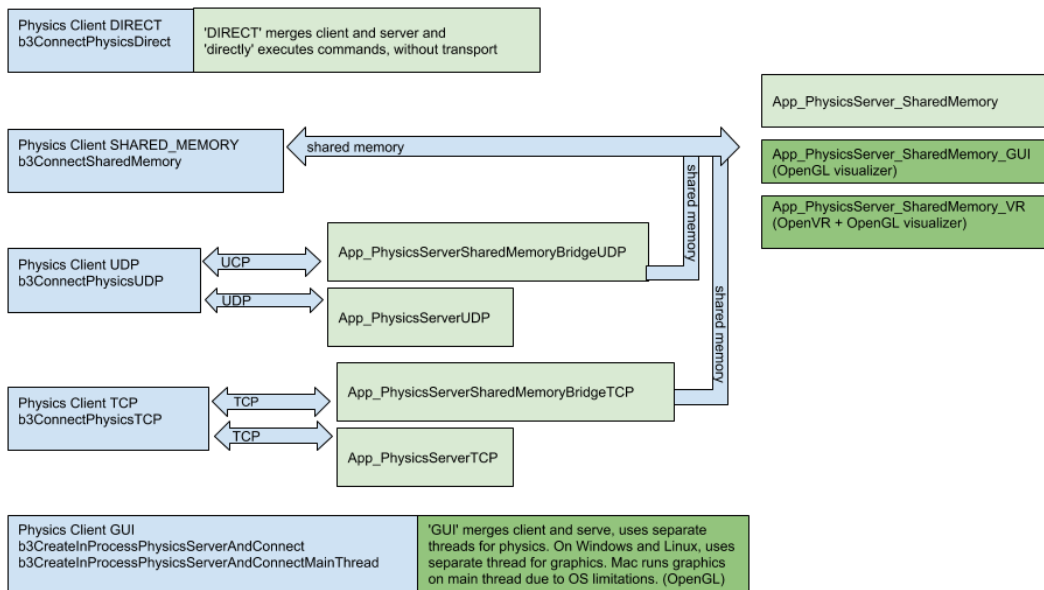 Physics Client DIRECT
b3ConnectPhysicsDirect
'DIRECT' merges client and server and
'directly' executes commands, without transport
App_PhysicsServer_SharedMemory
Physics Client SHARED_MEMORY
b3ConnectSharedMemory
shared memory
App_PhysicsServer_SharedMemory_GUI
(OpenGL visualizer)
App_PhysicsServer_SharedMemory_VR
(OpenVR + OpenGL visualizer)
shared memory
shared memory
Physics Client UDP
b3ConnectPhysicsUDP
UCP
UDP
App_PhysicsServerSharedMemoryBridgeUDP
App_PhysicsServerUDP
Physics Client TCP
b3ConnectPhysicsTCP
TCP
TCP
App_PhysicsServerSharedMemoryBridgeTCP
App_PhysicsServerTCP
Physics Client GUI
b3CreateInProcessPhysicsServerAndConnect
b3CreateInProcessPhysicsServerAndConnectMainThread
'GUI' merges client and serve, uses separate
threads for physics. On Windows and Linux, uses
separate thread for graphics. Mac runs graphics
on main thread due to OS limitations. (OpenGL)